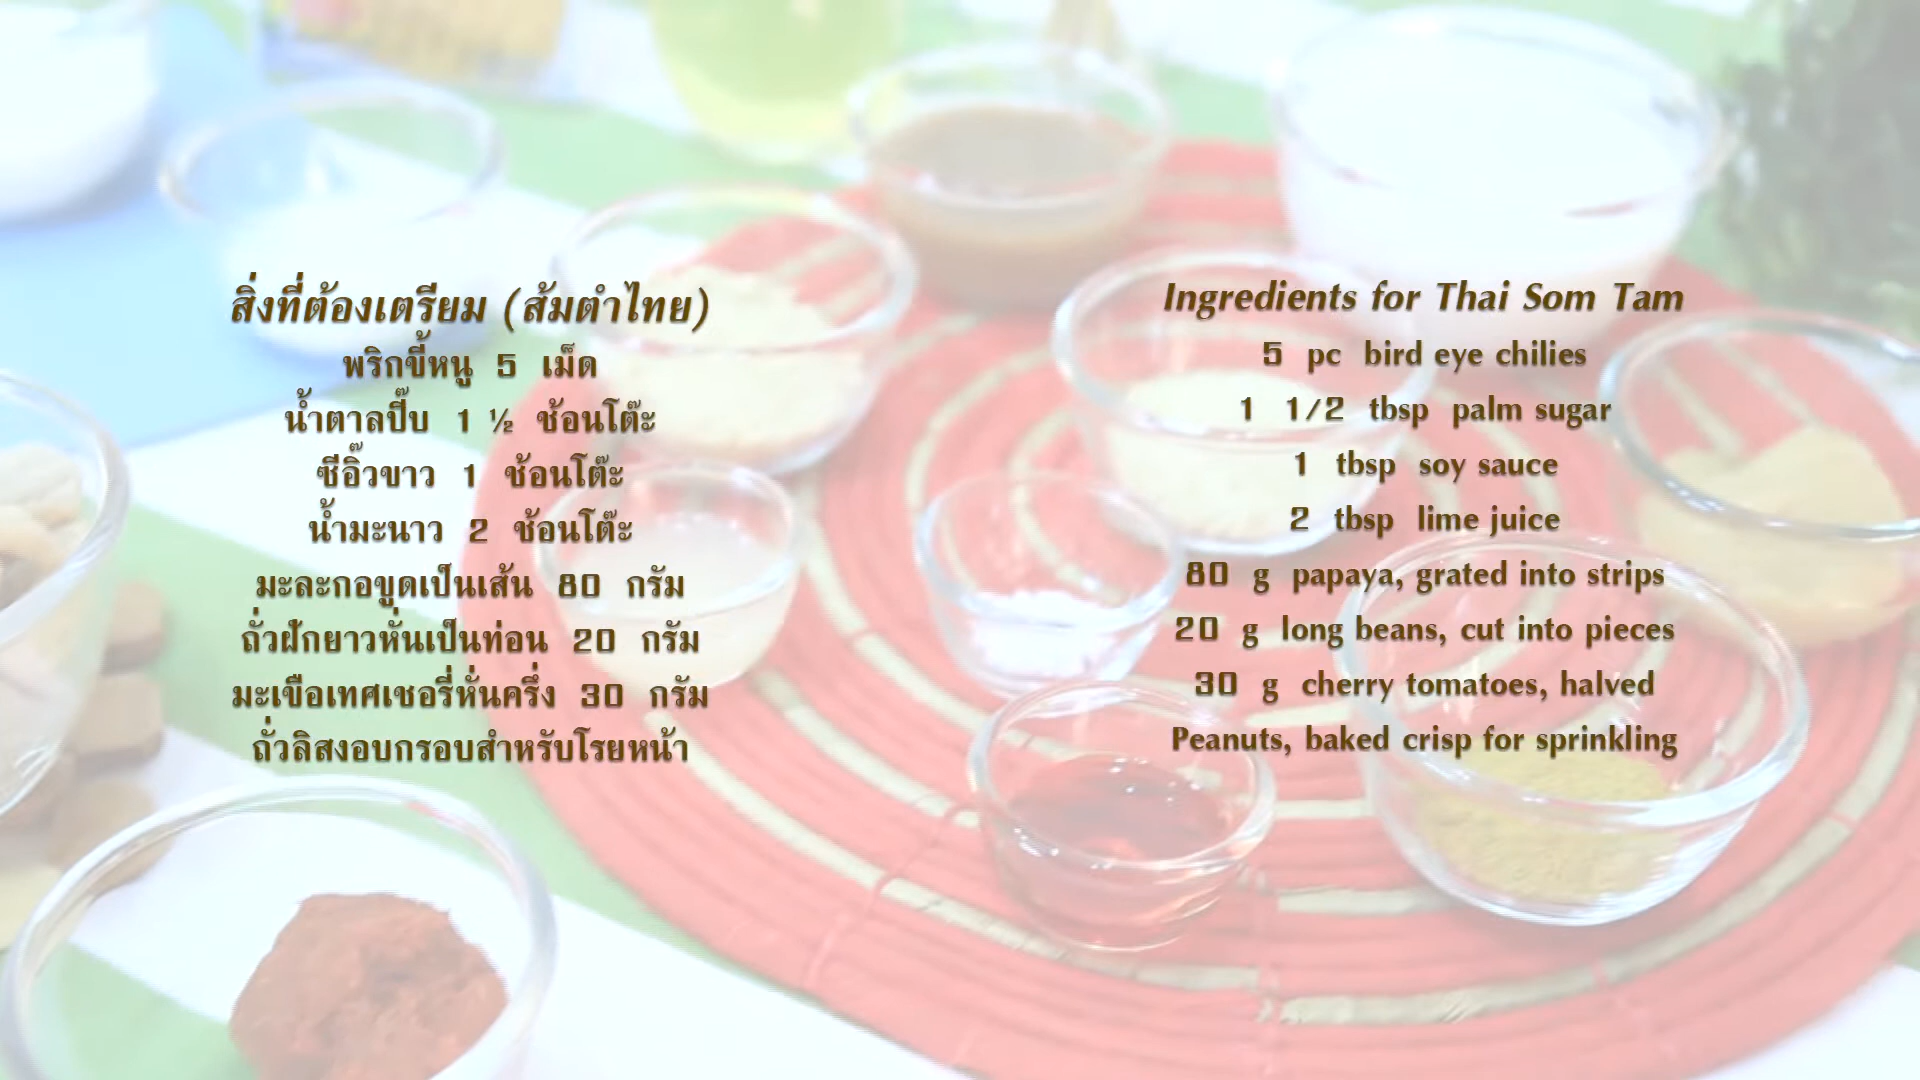 สิ่งที่ต้องเตรียม (ส้มตำไทย)
พริกขี้หนู 5 เม็ด
น้ำตาลปี๊บ 1 ½ ช้อนโต๊ะ
ซีอิ๊วขาว 1 ช้อนโต๊ะ
น้ำมะนาว 2 ช้อนโต๊ะ
มะละกอขูดเป็นเส้น 80 กรัม
ถั่วฝักยาวหั่นเป็นท่อน 20 กรัม
มะเขือเทศเชอรี่หั่นครึ่ง 30 กรัม
ถั่วลิสงอบกรอบสำหรับโรยหน้า
Ingredients for Thai Som Tam
5 pc bird eye chilies
1 1/2 tbsp palm sugar
1 tbsp soy sauce
2 tbsp lime juice
80 g papaya, grated into strips
20 g long beans, cut into pieces
30 g cherry tomatoes, halved
Peanuts, baked crisp for sprinkling